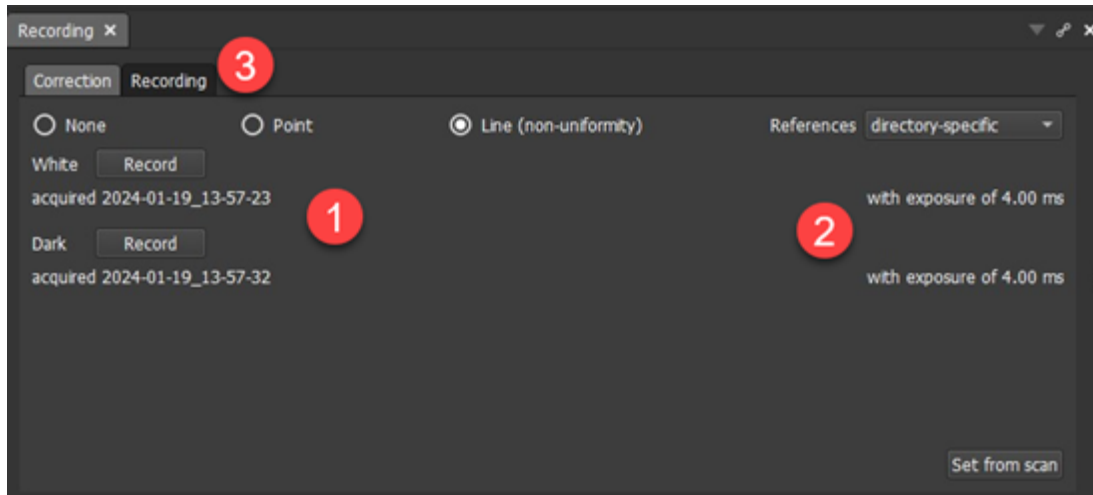 Recording
3
Correction Recording
None Point Line (non-uniformity) References directory-specific
White Record
acquired 2024-01-19_13-57-23 with exposure of 4.00 ms
1
2
Dark Record
acquired 2024-01-19_13-57-32 with exposure of 4.00 ms
Set from scan